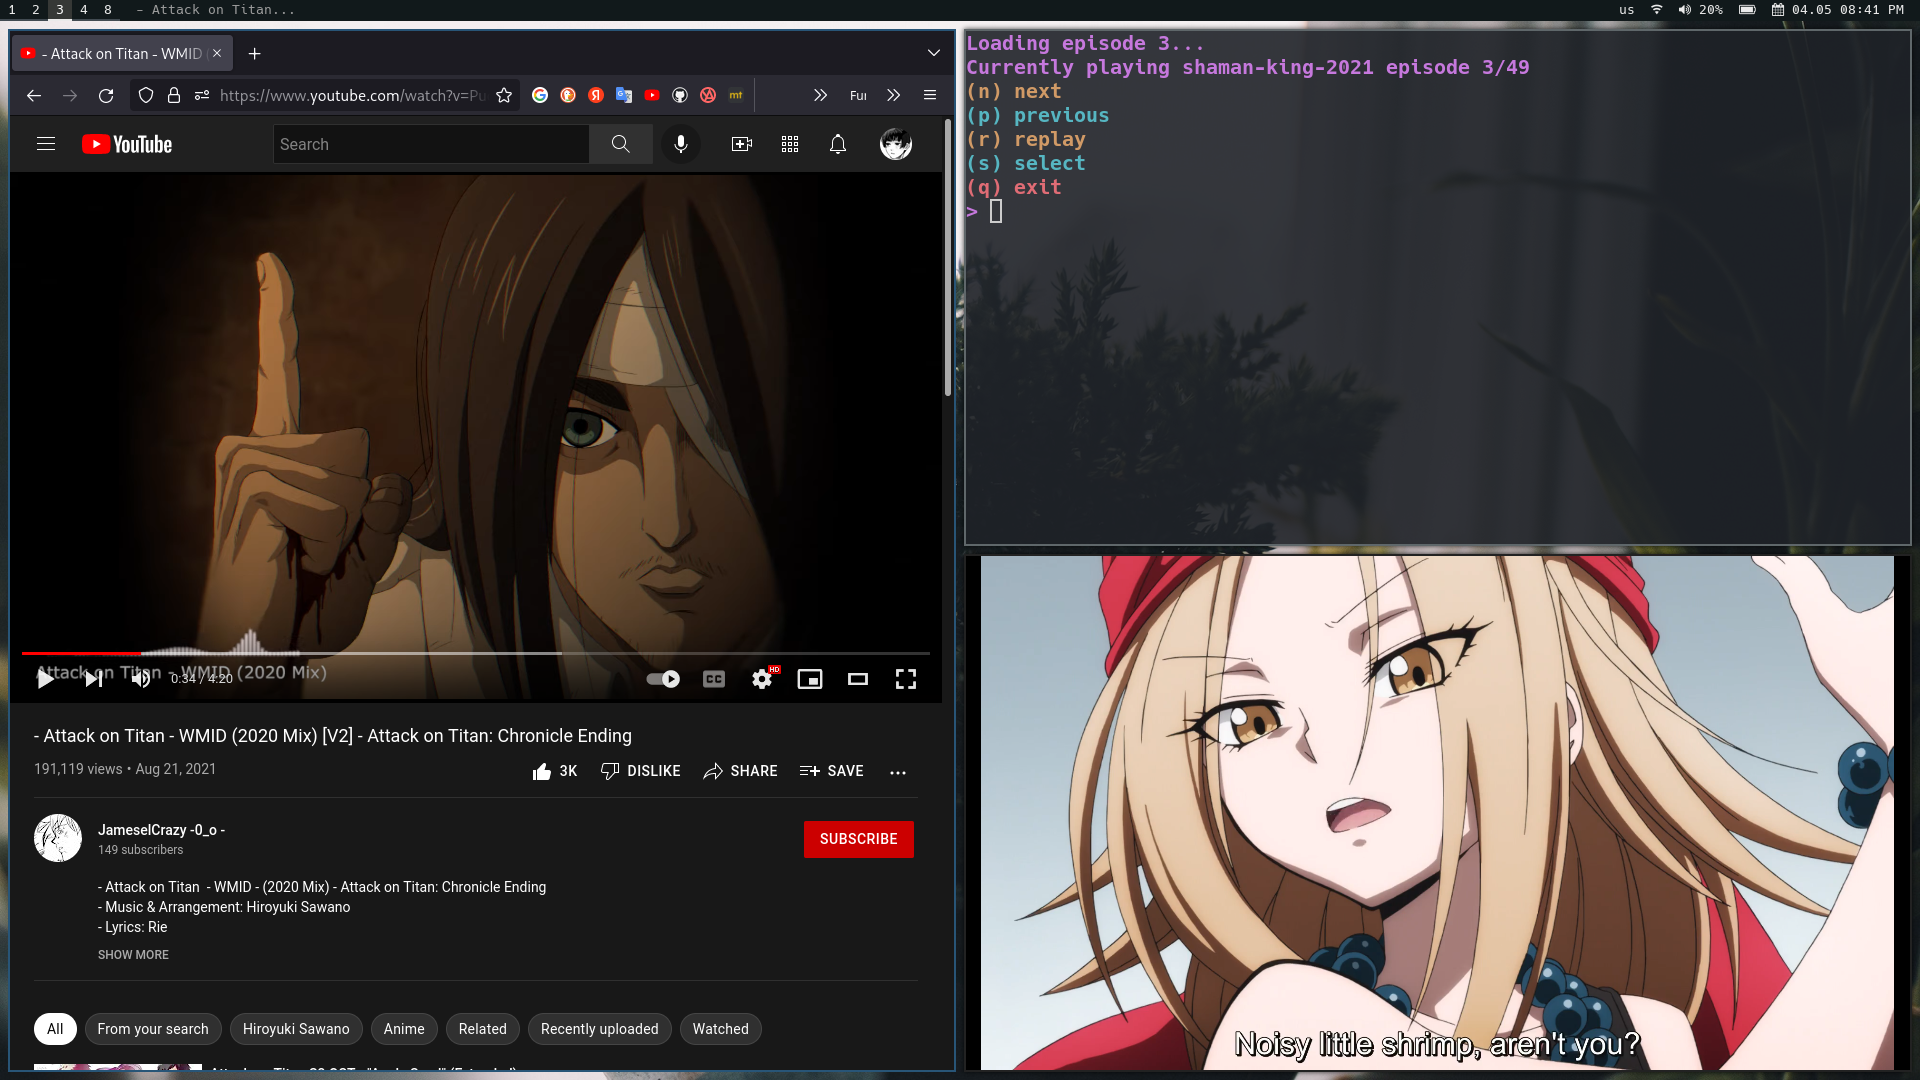 1 2 3 4 8 - Attack on Titan...
us 20% 04.05 08:41 PM
- Attack on Titan - WMID
https://www.youtube.com/watch?v=Pu
YouTube
Search
Attack on Titan - WMID (2020 Mix)
0:34 / 4:20
CC
HD
- Attack on Titan - WMID (2020 Mix) [V2] - Attack on Titan: Chronicle Ending
191,119 views • Aug 21, 2021
3K DISLIKE SHARE SAVE
JameselCrazy -0_o -
149 subscribers
SUBSCRIBE
- Attack on Titan - WMID - (2020 Mix) - Attack on Titan: Chronicle Ending
- Music & Arrangement: Hiroyuki Sawano
- Lyrics: Rie
SHOW MORE
All From your search Hiroyuki Sawano Anime Related Recently uploaded Watched
Loading episode 3...
Currently playing shaman-king-2021 episode 3/49
(n) next
(p) previous
(r) replay
(s) select
(q) exit
>
Noisy little shrimp, aren't you?